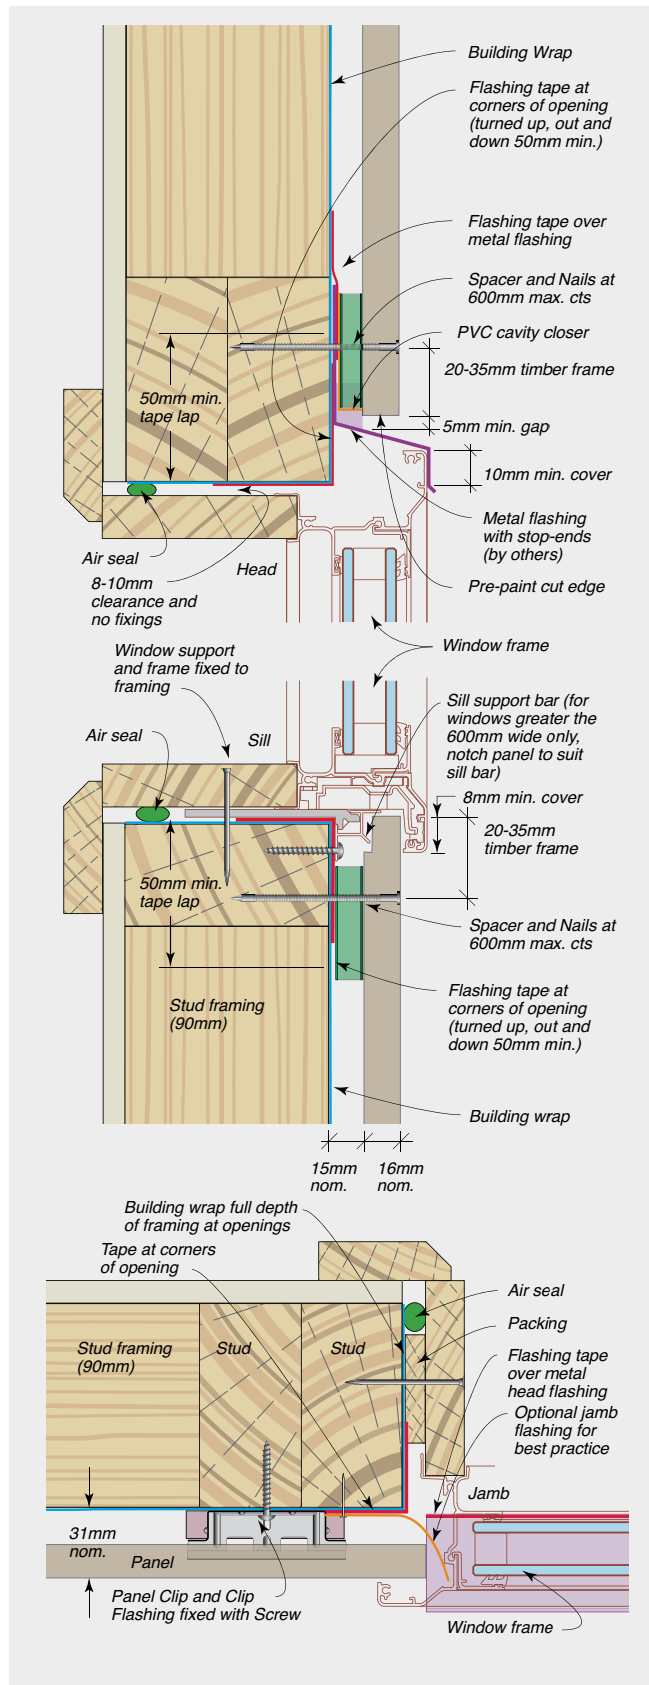 Building Wrap
Flashing tape at
corners of opening
(turned up, out and
down 50mm min.)
Flashing tape over
metal flashing
Spacer and Nails at
600mm max. cts
PVC cavity closer
20-35mm timber frame
50mm min.
tape lap
5mm min. gap
10mm min. cover
Metal flashing
with stop-ends
(by others)
Air seal
Head
8-10mm
clearance and
no fixings
Pre-paint cut edge
Window support
and frame fixed to
framing
Window frame
Sill support bar (for
windows greater the
600mm wide only,
notch panel to suit
sill bar)
Air seal
Sill
8mm min. cover
20-35mm
timber frame
50mm min.
tape lap
Spacer and Nails at
600mm max. cts
Stud framing
(90mm)
Flashing tape at
corners of opening
(turned up, out and
down 50mm min.)
Building wrap
15mm
nom.
16mm
nom.
Building wrap full depth
of framing at openings
Tape at corners
of opening
Air seal
Packing
Stud framing
(90mm)
Stud
Stud
Flashing tape
over metal
head flashing
Optional jamb
flashing for
best practice
Jamb
31mm
nom.
Panel
Panel Clip and Clip
Flashing fixed with Screw
Window frame